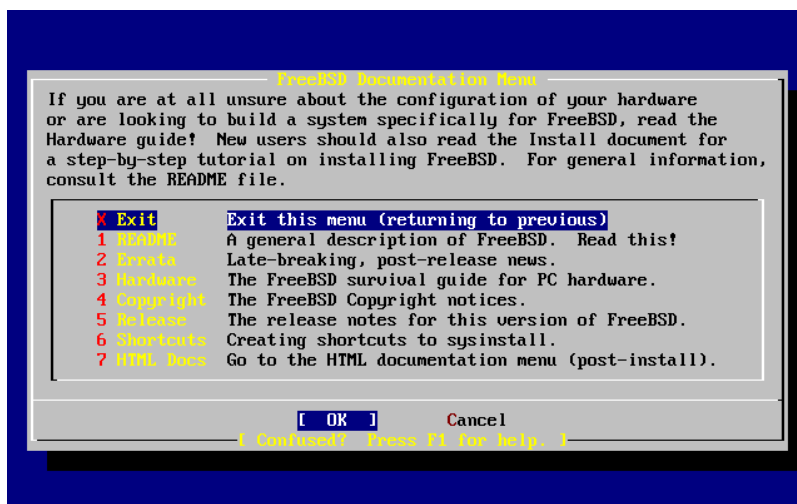 FreeBSD Documentation Menu
If you are at all unsure about the configuration of your hardware
or are looking to build a system specifically for FreeBSD, read the
Hardware guide!  New users should also read the Install document for
a step-by-step tutorial on installing FreeBSD.  For general information,
consult the README file.
X Exit Exit this menu (returning to previous)
1 README A general description of FreeBSD.  Read this!
2 Errata Late-breaking, post-release news.
3 Hardware The FreeBSD survival guide for PC hardware.
4 Copyright The FreeBSD Copyright notices.
5 Release The release notes for this version of FreeBSD.
6 Shortcuts Creating shortcuts to sysinstall.
7 HTML Docs Go to the HTML documentation menu (post-install).
[ OK ] Cancel
[ Confused?  Press F1 for help. ]